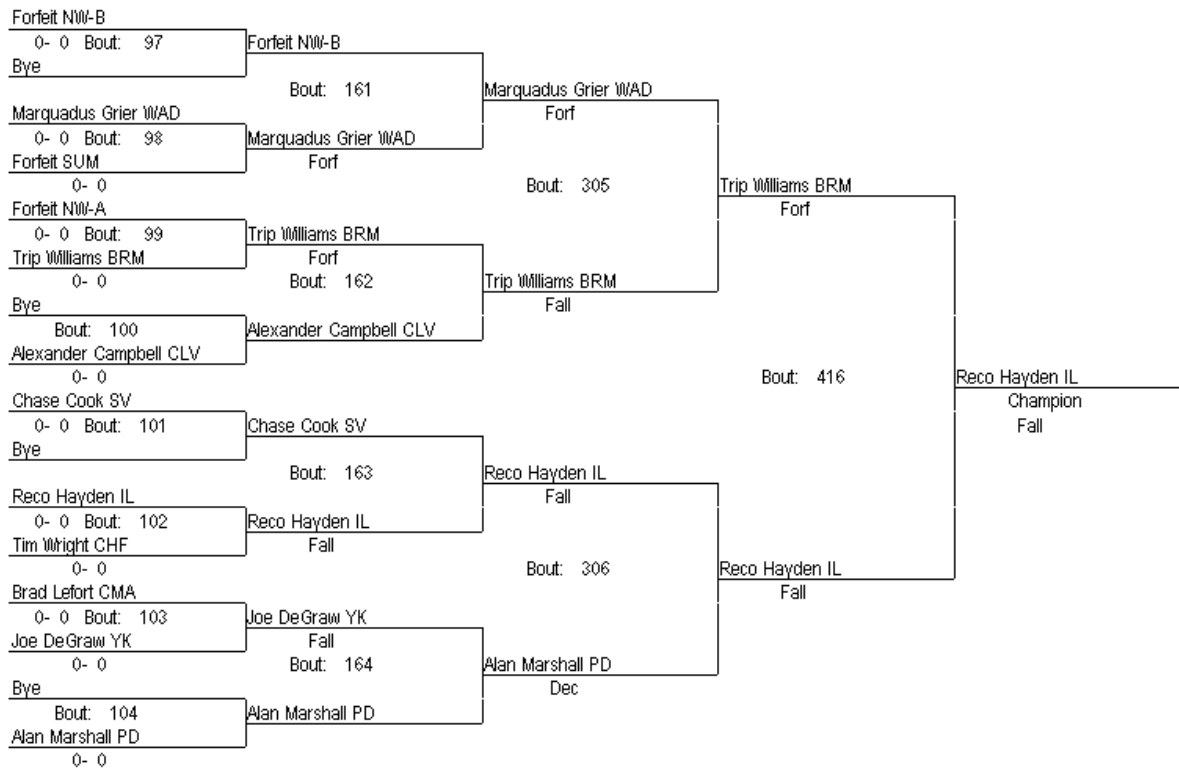 Forfeit NW-B
0- 0 Bout: 97
Forfeit NW-B
Bye
Bout: 161
Marquadus Grier WAD
Marquadus Grier WAD
Forf
0- 0 Bout: 98
Marquadus Grier WAD
Forfeit SUM
Forf
0- 0
Bout: 305
Trip Williams BRM
Forfeit NW-A
Forf
0- 0 Bout: 99
Trip Williams BRM
Trip Williams BRM
Forf
0- 0
Bout: 162
Trip Williams BRM
Bye
Fall
Bout: 100
Alexander Campbell CLV
Alexander Campbell CLV
0- 0
Bout: 416
Reco Hayden IL
Chase Cook SV
Champion
0- 0 Bout: 101
Chase Cook SV
Fall
Bye
Bout: 163
Reco Hayden IL
Reco Hayden IL
Fall
0- 0 Bout: 102
Reco Hayden IL
Tim Wright CHF
Fall
0- 0
Bout: 306
Reco Hayden IL
Brad Lefort CMA
Fall
0- 0 Bout: 103
Joe DeGraw YK
Joe DeGraw YK
Fall
0- 0
Bout: 164
Alan Marshall PD
Bye
Dec
Bout: 104
Alan Marshall PD
Alan Marshall PD
0- 0